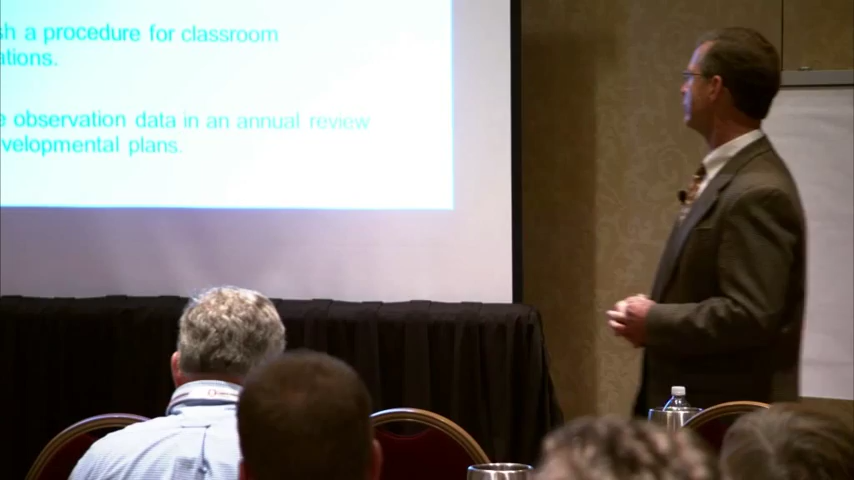 sh a procedure for classroom
ations.
e observation data in an annual review
velopmental plans.